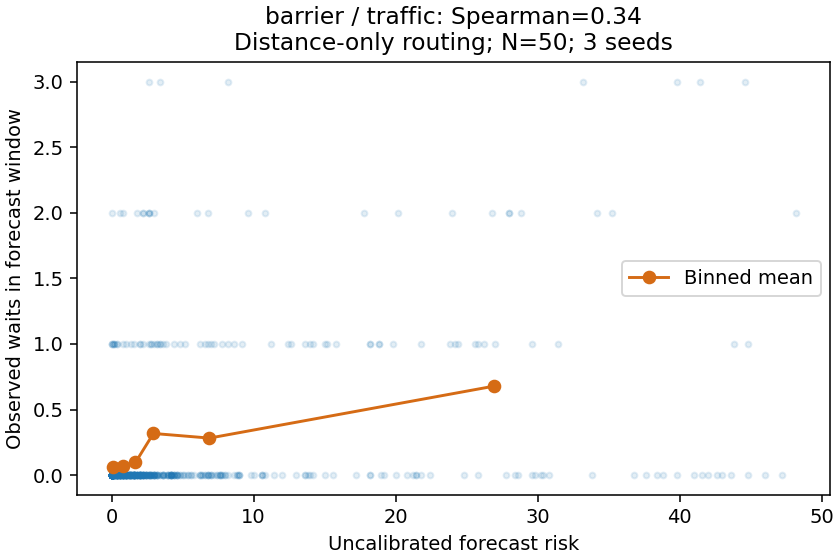 barrier / traffic: Spearman=0.34
Distance-only routing; N=50; 3 seeds
Observed waits in forecast window
3.0
2.5
2.0
1.5
1.0
0.5
0.0
Binned mean
0
10
20
30
40
50
Uncalibrated forecast risk